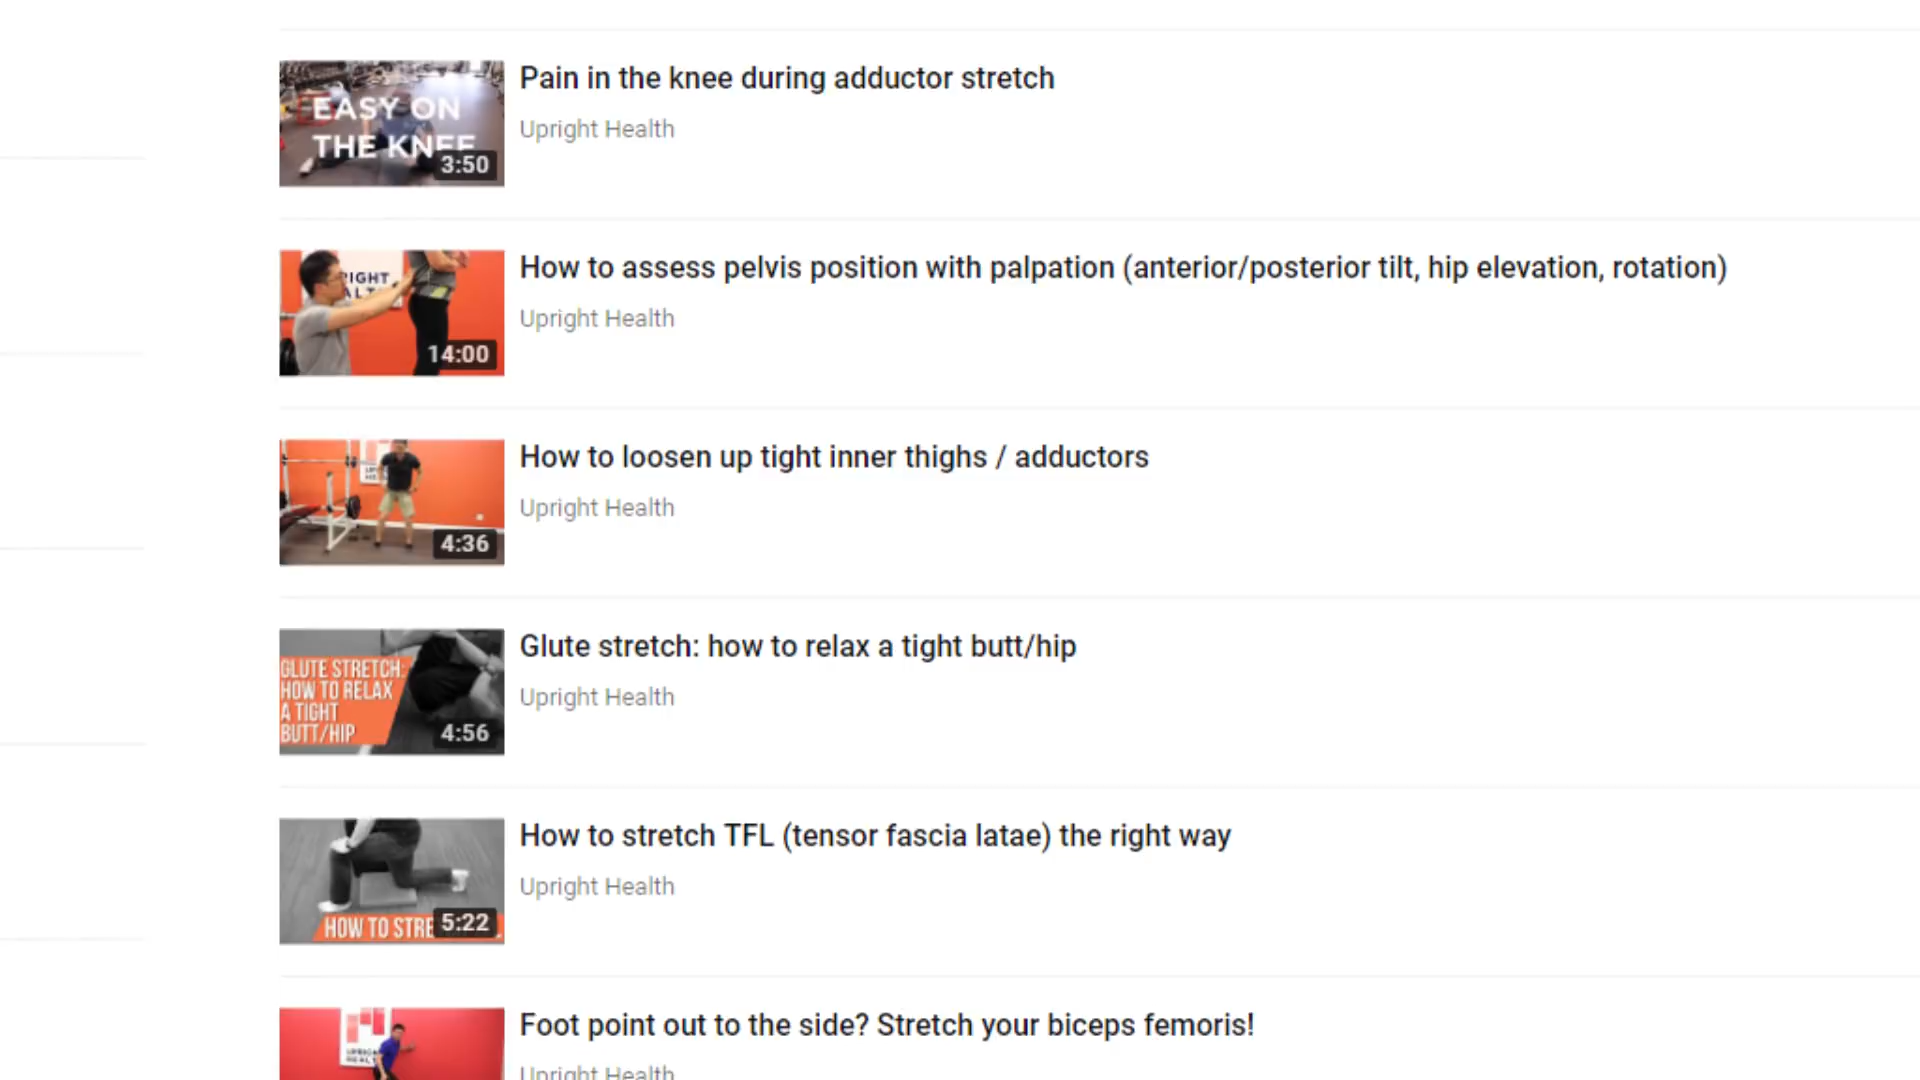 EASY ON
THE KNEE
3:50
Pain in the knee during adductor stretch
Upright Health
14:00
How to assess pelvis position with palpation (anterior/posterior tilt, hip elevation, rotation)
Upright Health
4:36
How to loosen up tight inner thighs / adductors
Upright Health
GLUTE STRETCH:
HOW TO RELAX
A TIGHT
BUTT/HIP
4:56
Glute stretch: how to relax a tight butt/hip
Upright Health
HOW TO STRE
5:22
How to stretch TFL (tensor fascia latae) the right way
Upright Health
Foot point out to the side? Stretch your biceps femoris!
Upright Health